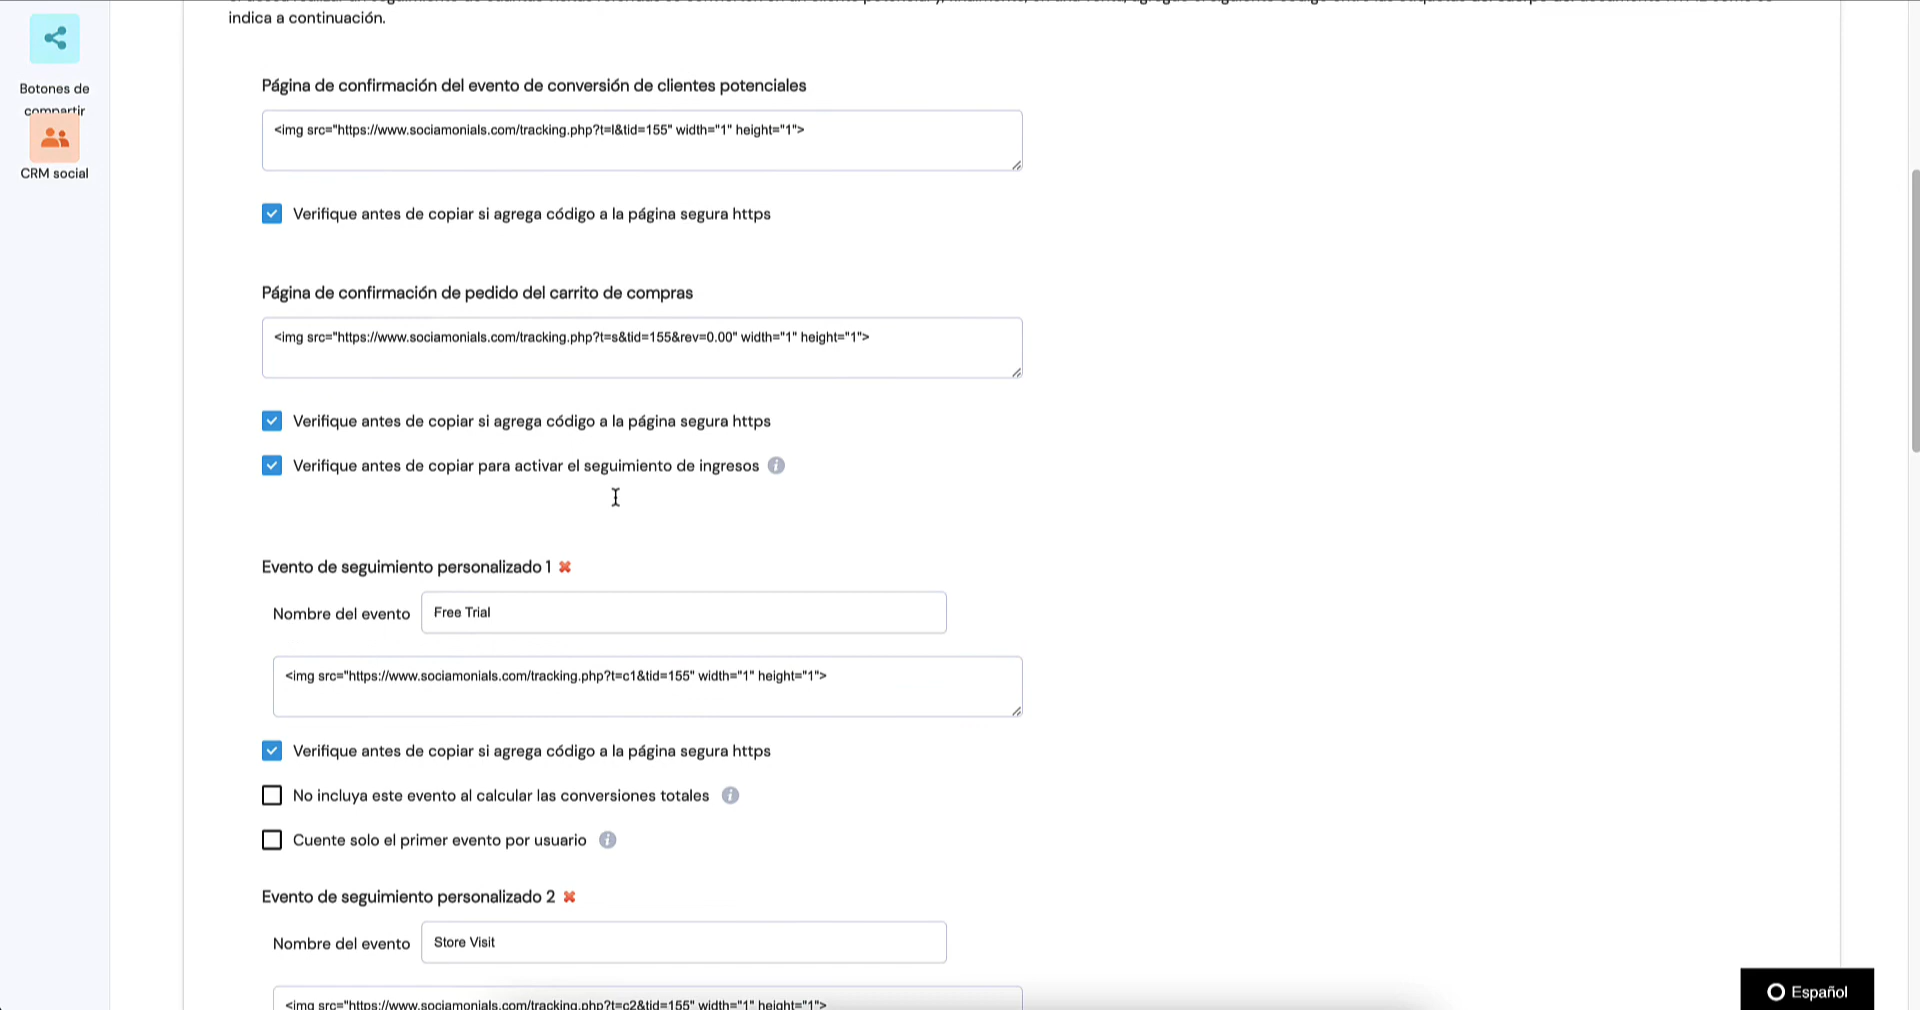 indica a continuación.
Botones de
compartir
CRM social
Página de confirmación del evento de conversión de clientes potenciales
<img src="https://www.sociamonials.com/tracking.php?t=l&tid=155" width="1" height="1">
Verifique antes de copiar si agrega código a la página segura https
Página de confirmación de pedido del carrito de compras
<img src="https://www.sociamonials.com/tracking.php?t=s&tid=155&rev=0.00" width="1" height="1">
Verifique antes de copiar si agrega código a la página segura https
Verifique antes de copiar para activar el seguimiento de ingresos
Evento de seguimiento personalizado 1
Nombre del evento
Free Trial
<img src="https://www.sociamonials.com/tracking.php?t=c1&tid=155" width="1" height="1">
Verifique antes de copiar si agrega código a la página segura https
No incluya este evento al calcular las conversiones totales
Cuente solo el primer evento por usuario
Evento de seguimiento personalizado 2
Nombre del evento
Store Visit
<img src="https://www.sociamonials.com/tracking.php?t=c2&tid=155" width="1" height="1">
Español